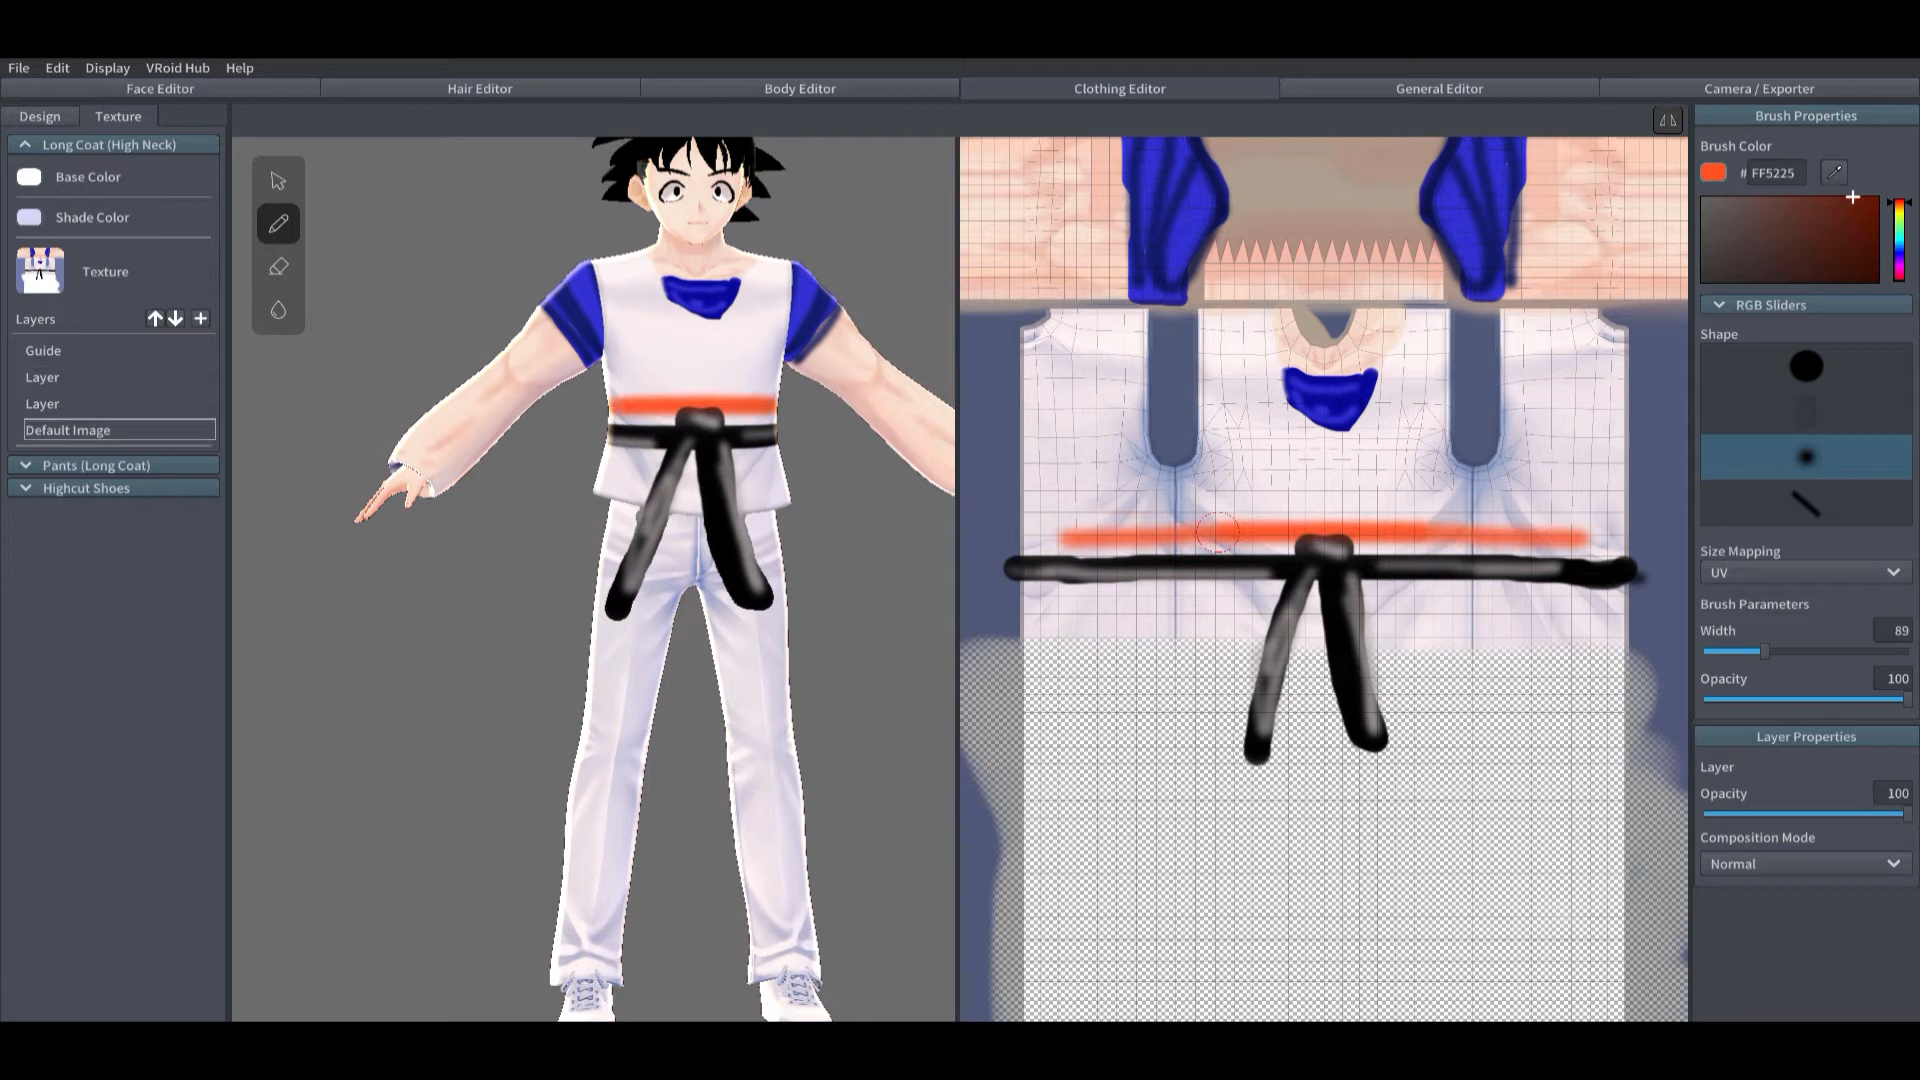 File Edit Display VRoid Hub Help
Face Editor Hair Editor Body Editor Clothing Editor General Editor Camera / Exporter
Design Texture
Long Coat (High Neck)
Base Color
Shade Color
Texture
Layers
Guide
Layer
Layer
Default Image
Pants (Long Coat)
Highcut Shoes
Brush Properties
Brush Color
# FF5225
RGB Sliders
Shape
Size Mapping
UV
Brush Parameters
Width 89
Opacity 100
Layer Properties
Layer
Opacity 100
Composition Mode
Normal